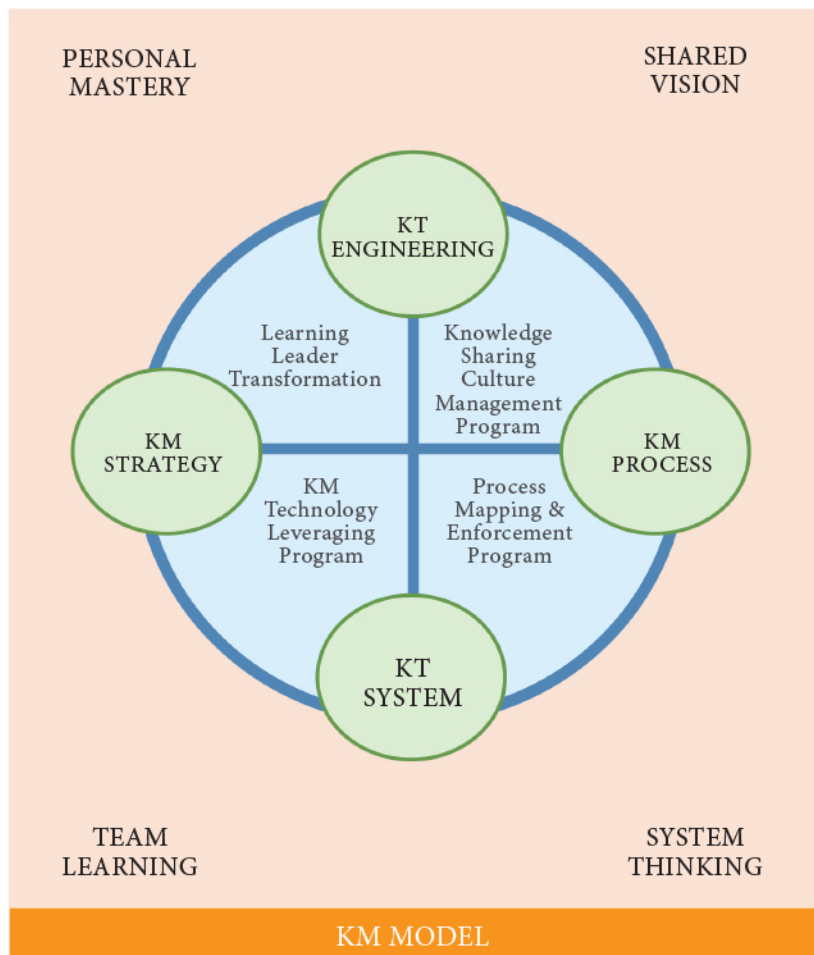 PERSONAL
MASTERY
SHARED
VISION
KT
ENGINEERING
Learning
Leader
Transformation
Knowledge
Sharing
Culture
Management
Program
KM
STRATEGY
KM
PROCESS
KM
Technology
Leveraging
Program
Process
Mapping &
Enforcement
Program
KT
SYSTEM
TEAM
LEARNING
SYSTEM
THINKING
KM MODEL